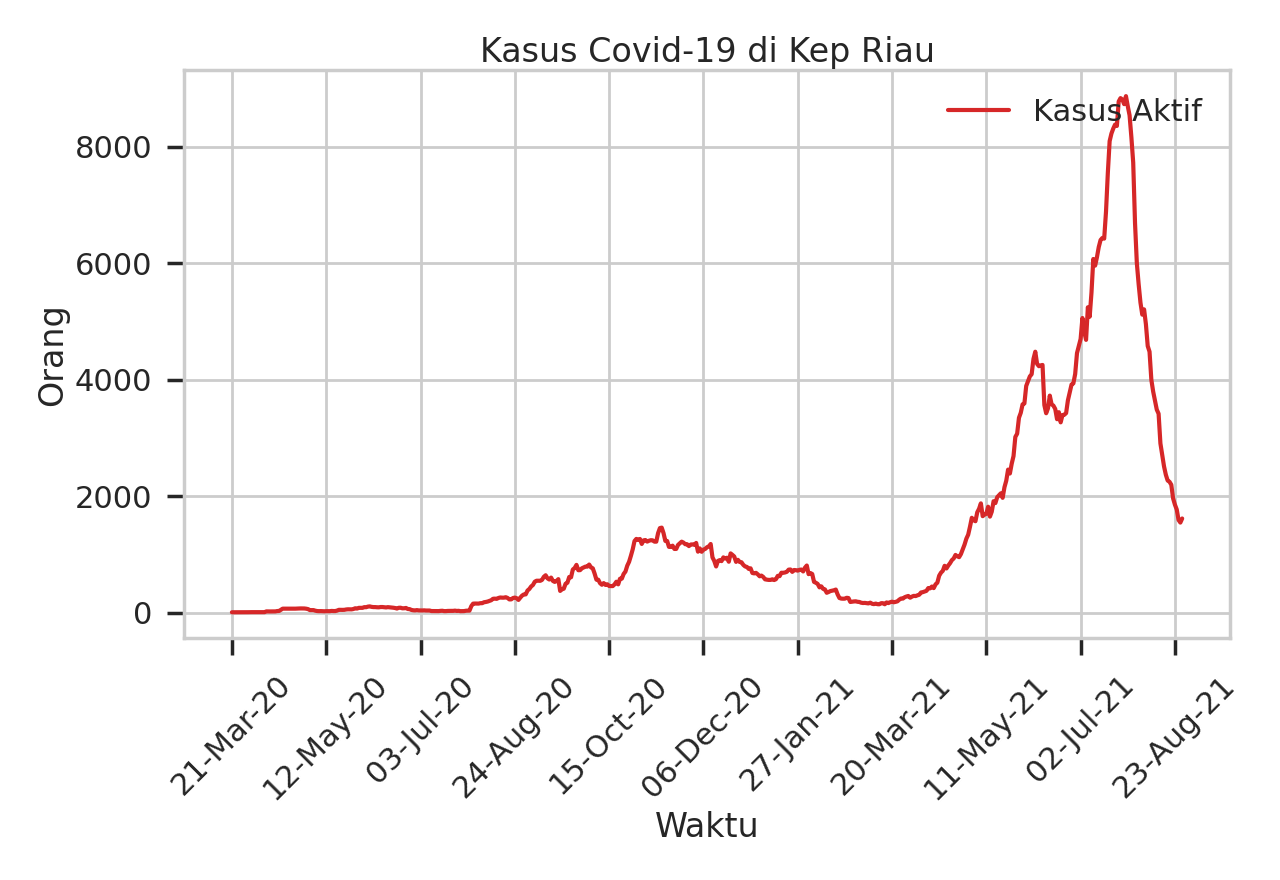 Kasus Covid-19 di Kep Riau
Kasus Aktif
Orang
8000
6000
4000
2000
0
21-Mar-20
12-May-20
03-Jul-20
24-Aug-20
15-Oct-20
06-Dec-20
27-Jan-21
20-Mar-21
11-May-21
02-Jul-21
23-Aug-21
Waktu